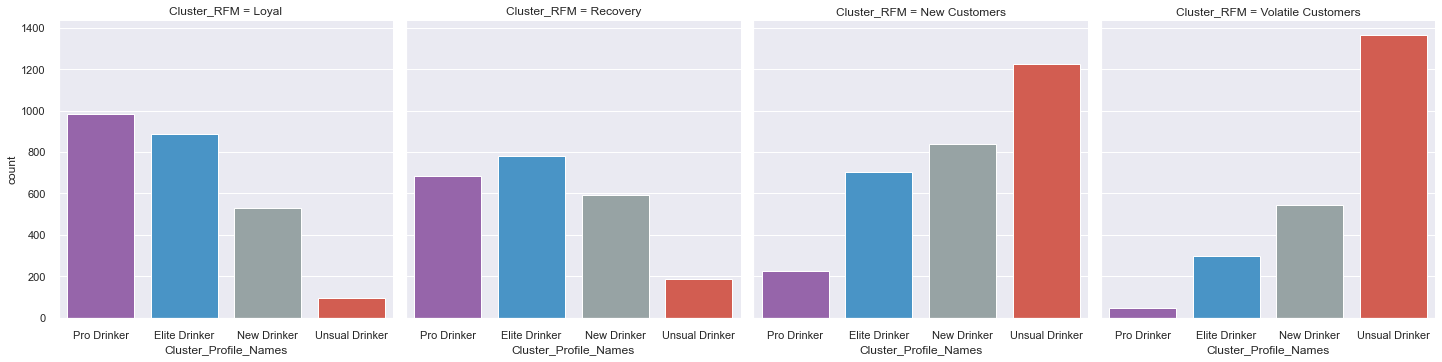 Cluster_RFM = Loyal
Cluster_RFM = Recovery
Cluster_RFM = New Customers
Cluster_RFM = Volatile Customers
count
1400
1200
1000
800
600
400
200
0
Pro Drinker Elite Drinker New Drinker Unsual Drinker
Cluster_Profile_Names
Pro Drinker Elite Drinker New Drinker Unsual Drinker
Cluster_Profile_Names
Pro Drinker Elite Drinker New Drinker Unsual Drinker
Cluster_Profile_Names
Pro Drinker Elite Drinker New Drinker Unsual Drinker
Cluster_Profile_Names